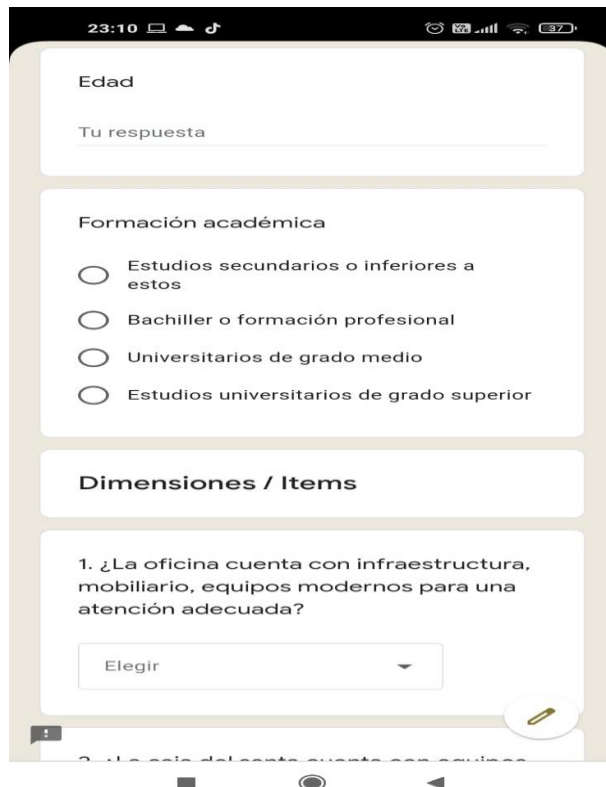 23:10
37
Edad
Tu respuesta
Formación académica
Estudios secundarios o inferiores a
estos
Bachiller o formación profesional
Universitarios de grado medio
Estudios universitarios de grado superior
Dimensiones / Items
1. ¿La oficina cuenta con infraestructura,
mobiliario, equipos modernos para una
atención adecuada?
Elegir